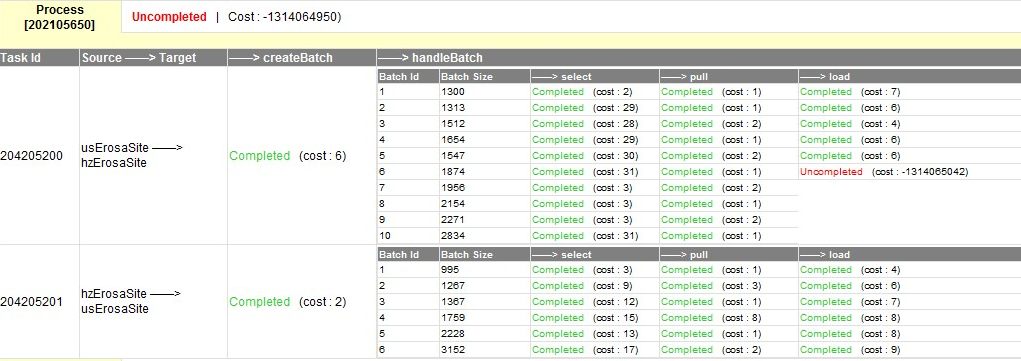 Process
[202105650]
Uncompleted | Cost : -1314064950)
Task Id Source ——> Target ——> createBatch ——> handleBatch
Batch Id Batch Size ——> select ——> pull ——> load
1 1300 Completed (cost : 2) Completed (cost : 1) Completed (cost : 7)
2 1313 Completed (cost : 29) Completed (cost : 1) Completed (cost : 6)
3 1512 Completed (cost : 28) Completed (cost : 2) Completed (cost : 4)
4 1654 Completed (cost : 29) Completed (cost : 1) Completed (cost : 6)
204205200 usErosaSite ——>
hzErosaSite Completed (cost : 6)
5 1547 Completed (cost : 30) Completed (cost : 2) Completed (cost : 6)
6 1874 Completed (cost : 31) Completed (cost : 1) Uncompleted (cost : -1314065042)
7 1956 Completed (cost : 3) Completed (cost : 2)
8 2154 Completed (cost : 3) Completed (cost : 1)
9 2271 Completed (cost : 3) Completed (cost : 2)
10 2834 Completed (cost : 31) Completed (cost : 1)
Batch Id Batch Size ——> select ——> pull ——> load
1 995 Completed (cost : 3) Completed (cost : 1) Completed (cost : 4)
2 1267 Completed (cost : 9) Completed (cost : 3) Completed (cost : 6)
204205201 hzErosaSite ——>
usErosaSite Completed (cost : 2)
3 1367 Completed (cost : 12) Completed (cost : 1) Completed (cost : 7)
4 1759 Completed (cost : 15) Completed (cost : 8) Completed (cost : 8)
5 2228 Completed (cost : 13) Completed (cost : 1) Completed (cost : 8)
6 3152 Completed (cost : 17) Completed (cost : 2) Completed (cost : 9)